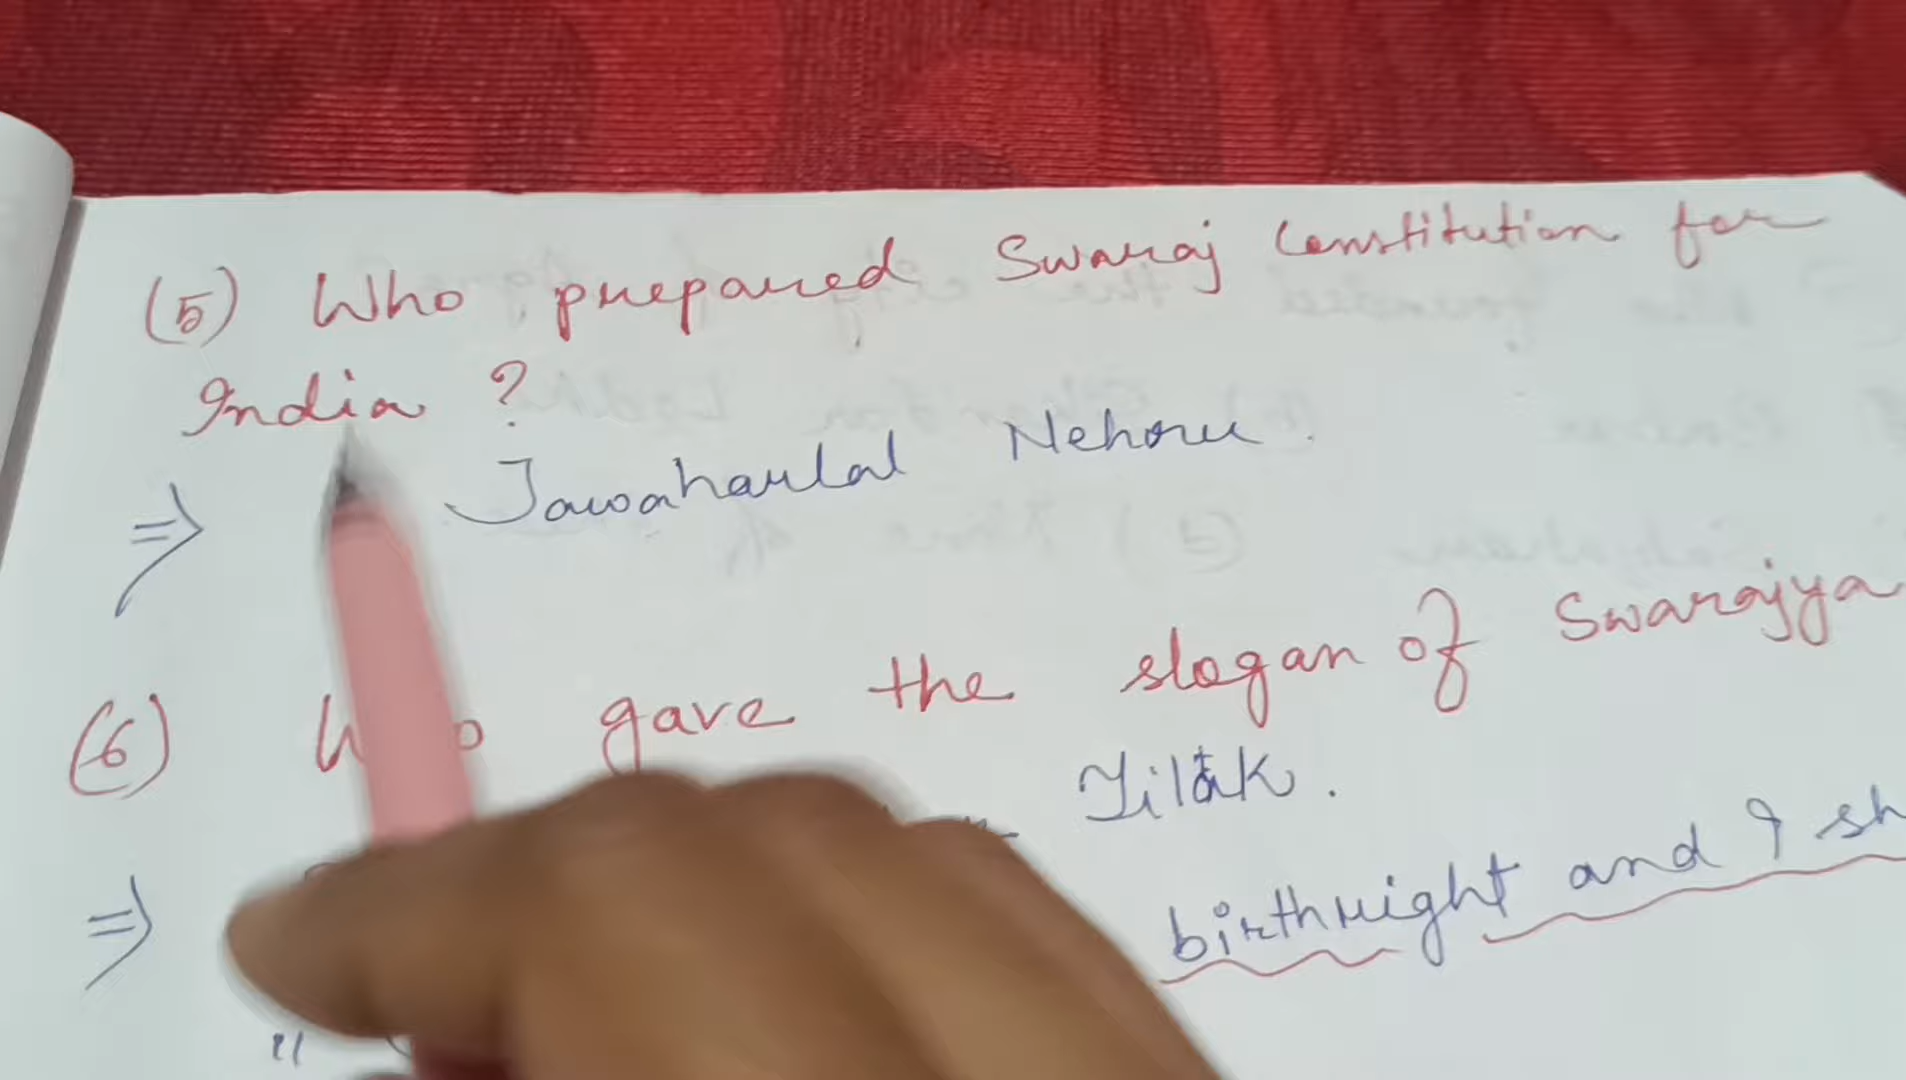 (5) Who prepared Swaraj Constitution for
India ?
⇒ Jawaharlal Nehru.
(6) gave the slogan of Swarajya
⇒ Tilak.
birthright and I sh
"